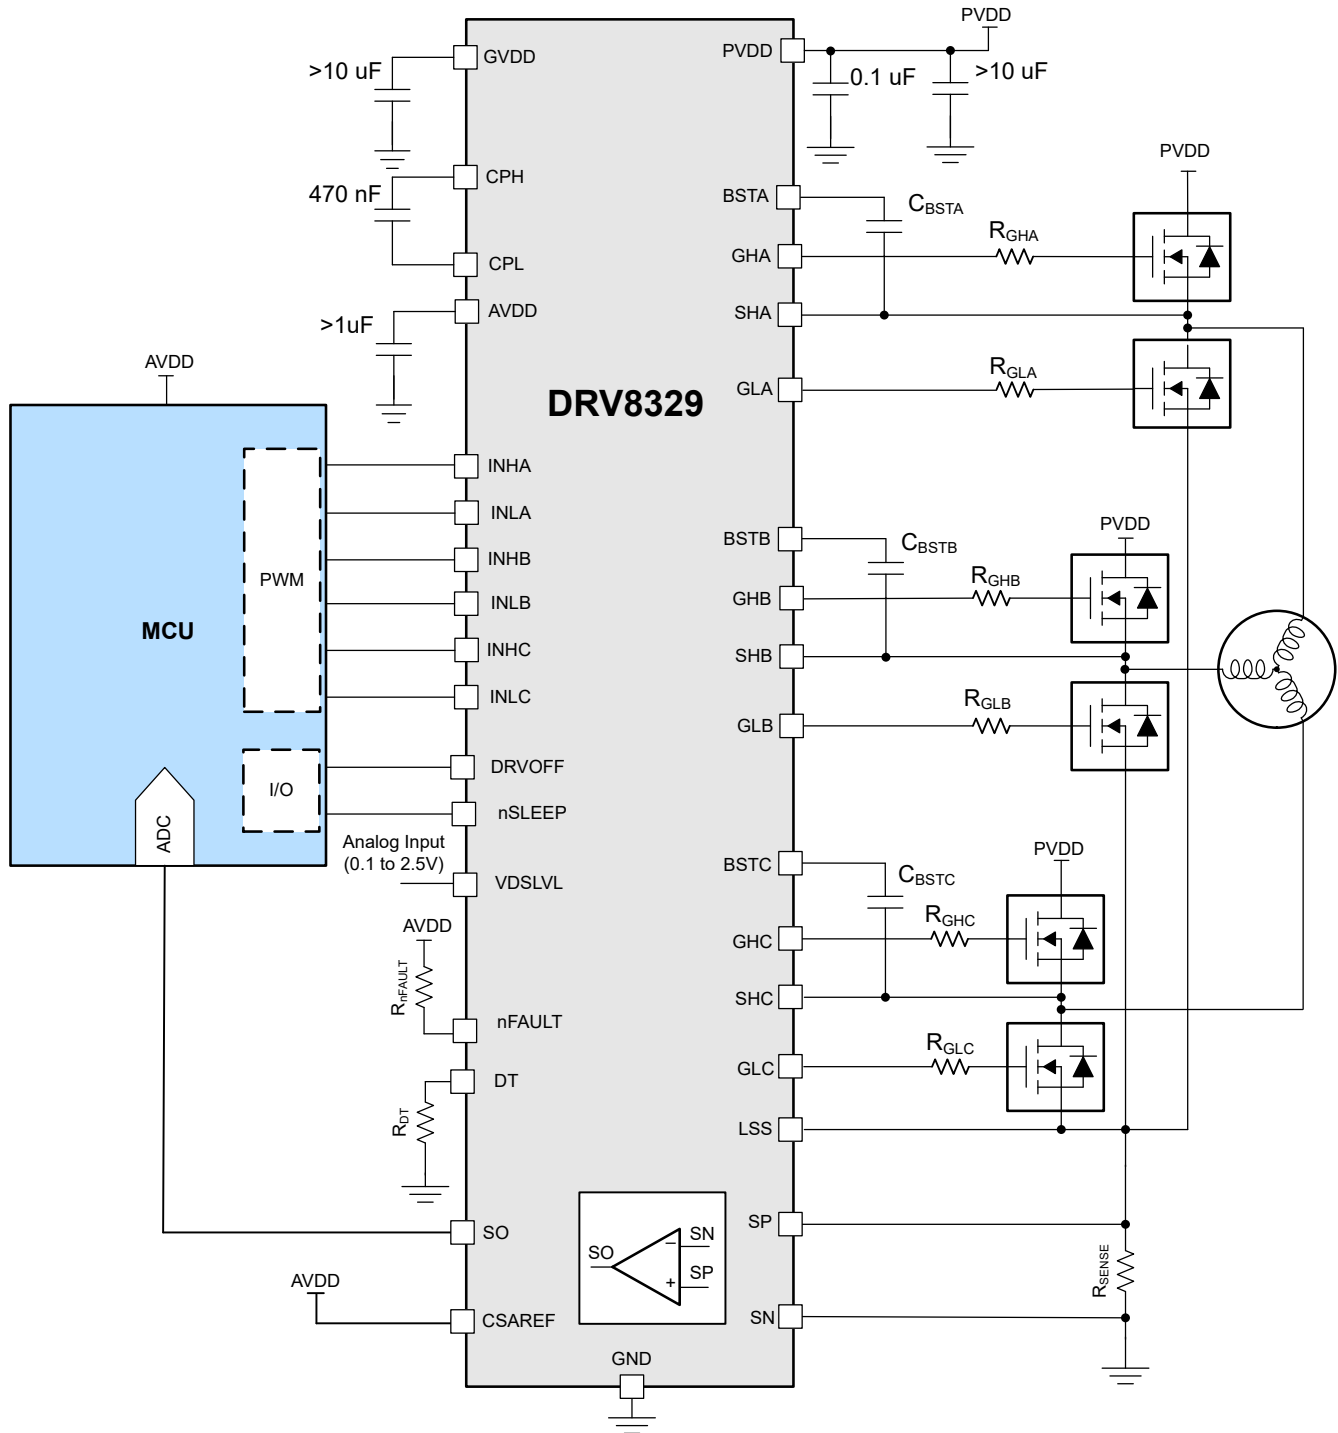 PVDD
GVDD
PVDD
>10 uF
0.1 uF
>10 uF
PVDD
CPH
470 nF
BSTA
CBSTA
RGHA
GHA
CPL
AVDD
SHA
>1uF
AVDD
RGLA
GLA
DRV8329
INHA
INLA
PVDD
BSTB
CBSTB
INHB
PWM
RGHB
GHB
INLB
MCU
INHC
SHB
INLC
RGLB
GLB
DRVOFF
I/O
nSLEEP
ADC
Analog Input
(0.1 to 2.5V)
PVDD
BSTC
CBSTC
VDSLVL
AVDD
RGHC
GHC
RnFAULT
SHC
nFAULT
RGLC
GLC
DT
RDT
LSS
SP
SO
SN
SO
SP
RSENSE
AVDD
CSAREF
SN
GND